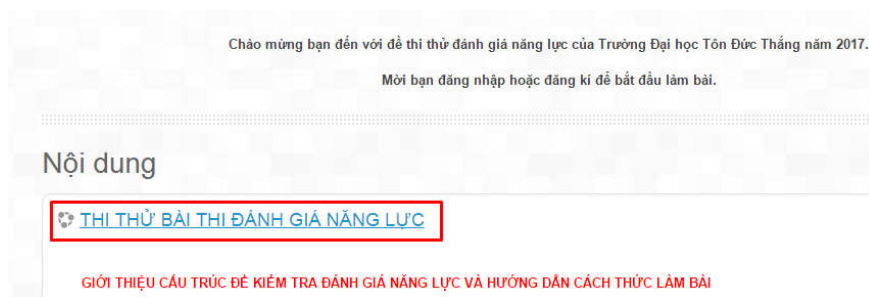 Chào mừng bạn đến với đề thi thử đánh giá năng lực của Trường Đại học Tôn Đức Thắng năm 2017.
Mời bạn đăng nhập hoặc đăng kí để bắt đầu làm bài.
Nội dung
THI THỬ BÀI THI ĐÁNH GIÁ NĂNG LỰC
GIỚI THIỆU CẤU TRÚC ĐỀ KIỂM TRA ĐÁNH GIÁ NĂNG LỰC VÀ HƯỚNG DẪN CÁCH THỨC LÀM BÀI